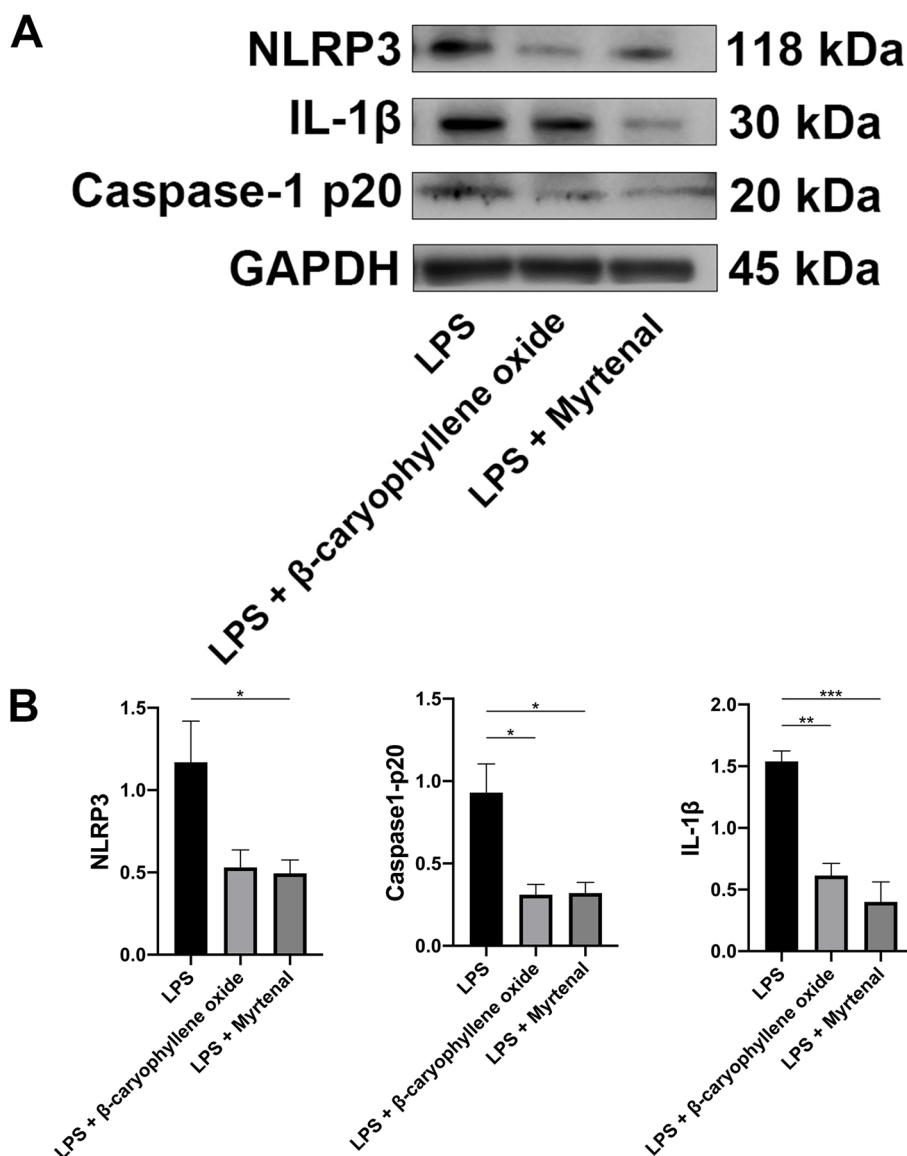 A
NLRP3 118 kDa
IL-1β 30 kDa
Caspase-1 p20 20 kDa
GAPDH 45 kDa
LPS
LPS + β-caryophyllene oxide
LPS + Myrtenal
B
NLRP3
1.5
1.0
0.5
0.0
*
LPS
LPS + β-caryophyllene oxide
LPS + Myrtenal
Caspase1-p20
1.5
1.0
0.5
0.0
*
*
LPS
LPS + β-caryophyllene oxide
LPS + Myrtenal
IL-1β
2.0
1.5
1.0
0.5
0.0
***
**
LPS
LPS + β-caryophyllene oxide
LPS + Myrtenal